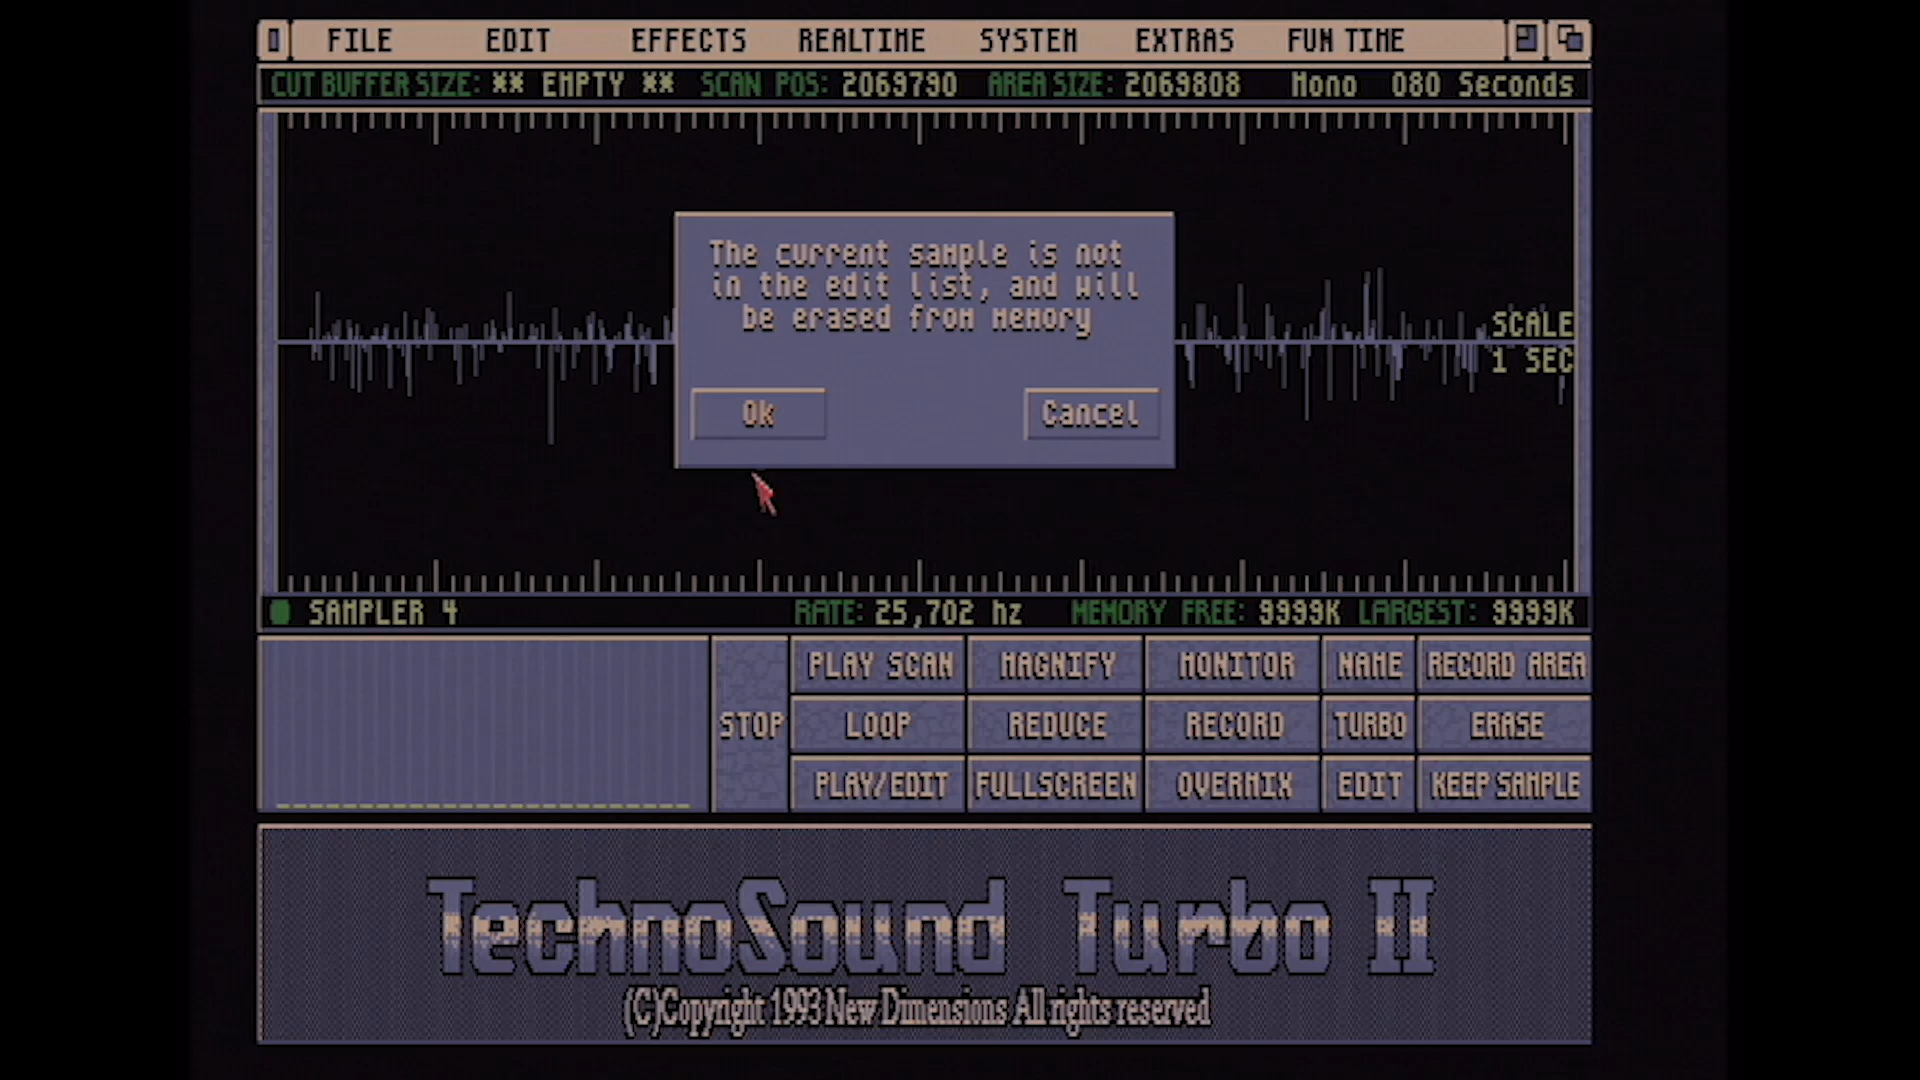 FILE EDIT EFFECTS REALTIME SYSTEM EXTRAS FUN TIME
CUT BUFFER SIZE: ** EMPTY ** SCAN POS: 2069790 AREA SIZE: 2069808 Mono 080 Seconds
The current sample is not
in the edit list, and will
be erased from memory
Ok Cancel
SCALE
1 SEC
SAMPLER 4 RATE: 25,702 hz MEMORY FREE: 9999K LARGEST: 9999K
PLAY SCAN MAGNIFY MONITOR NAME RECORD AREA
STOP LOOP REDUCE RECORD TURBO ERASE
PLAY/EDIT FULLSCREEN OVERMIX EDIT KEEP SAMPLE
TechnoSound Turbo II
(C)Copyright 1993 New Dimensions All rights reserved